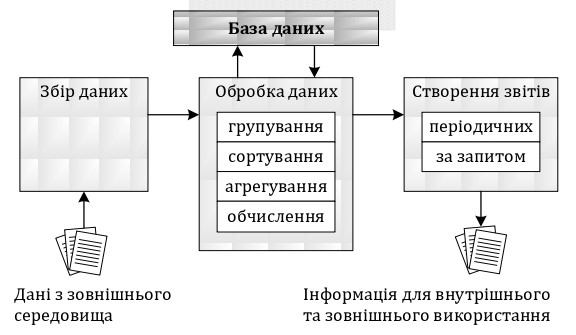 База даних
Збір даних
Обробка даних
групування
сортування
агрегування
обчислення
Створення звітів
періодичних
за запитом
Дані з зовнішнього
середовища
Інформація для внутрішнього
та зовнішнього використання